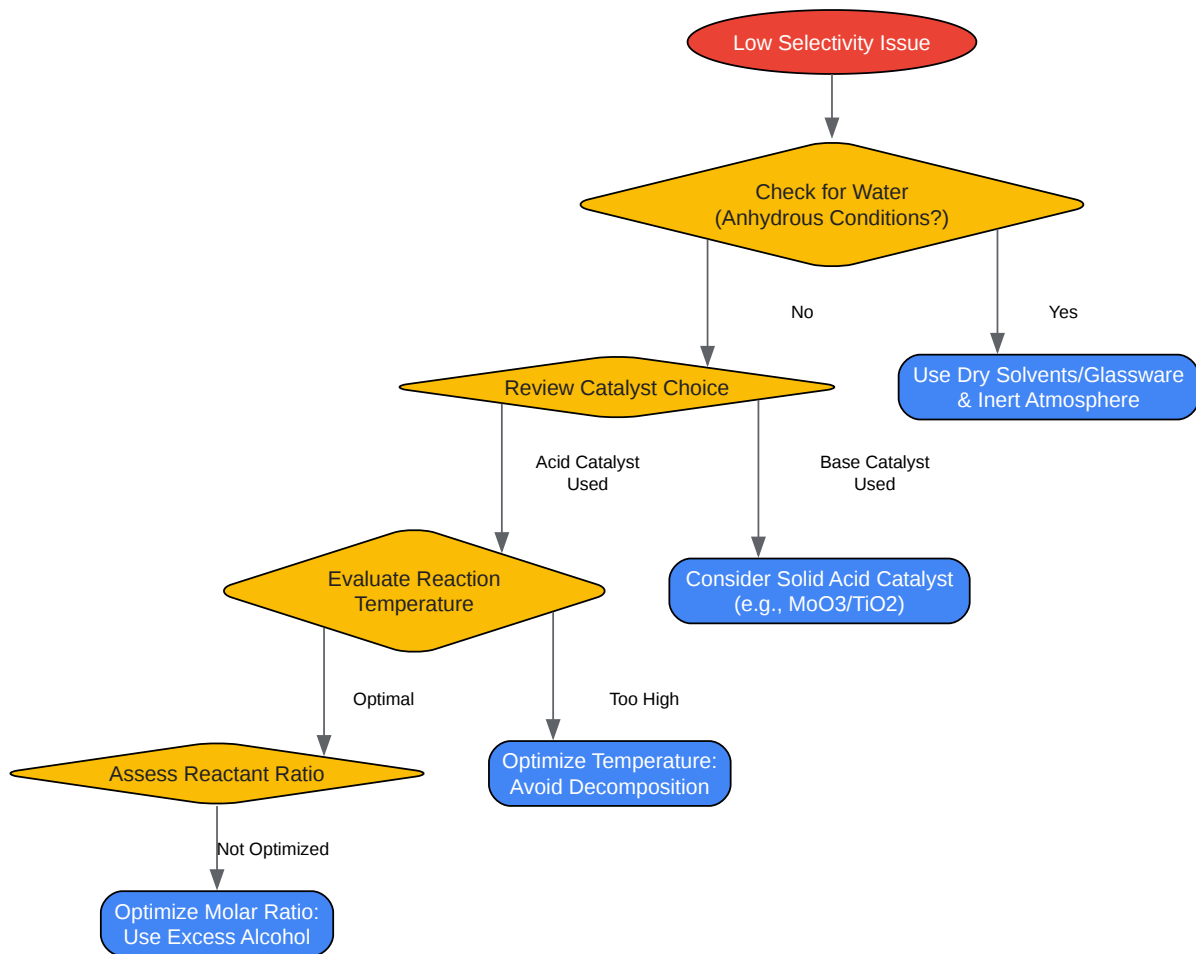 Low Selectivity Issue
Check for Water
(Anhydrous Conditions?)
No
Yes
Review Catalyst Choice
Use Dry Solvents/Glassware
& Inert Atmosphere
Acid Catalyst
Used
Base Catalyst
Used
Evaluate Reaction
Temperature
Consider Solid Acid Catalyst
(e.g., MoO3/TiO2)
Optimal
Too High
Assess Reactant Ratio
Optimize Temperature:
Avoid Decomposition
Not Optimized
Optimize Molar Ratio:
Use Excess Alcohol